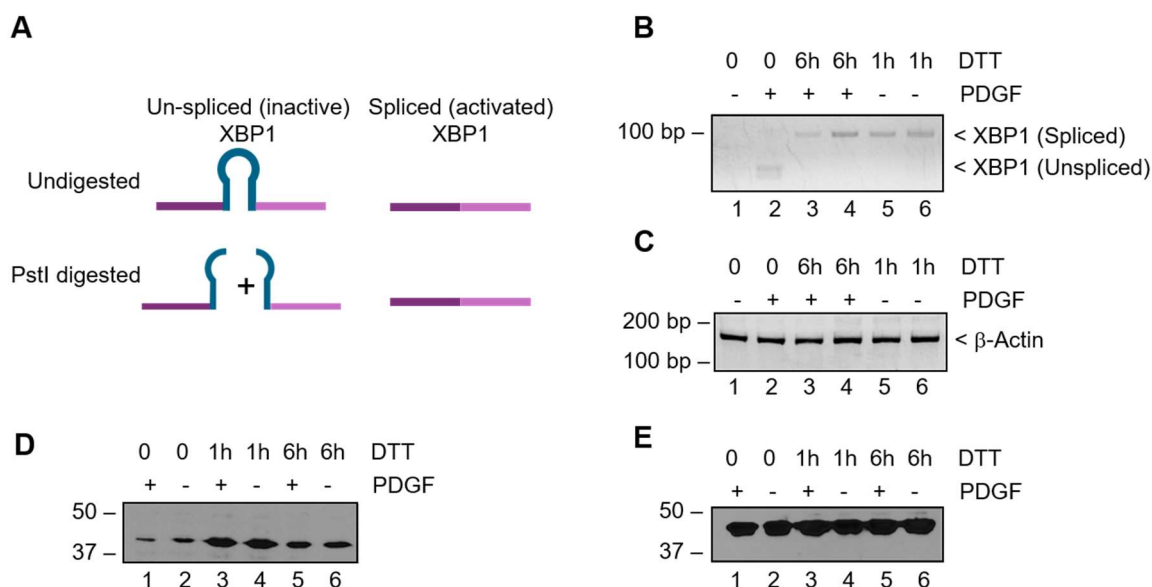 A
Un-spliced (inactive) XBP1
Spliced (activated) XBP1
Undigested
PstI digested
+
B
0 0 6h 6h 1h 1h DTT
- + + + - - PDGF
100 bp –
< XBP1 (Spliced)
< XBP1 (Unspliced)
1 2 3 4 5 6
C
0 0 6h 6h 1h 1h DTT
- + + + - - PDGF
200 bp –
< β-Actin
100 bp –
1 2 3 4 5 6
D
0 0 1h 1h 6h 6h DTT
+ - + - + - PDGF
50 –
37 –
1 2 3 4 5 6
E
0 0 1h 1h 6h 6h DTT
+ - + - + - PDGF
50 –
37 –
1 2 3 4 5 6